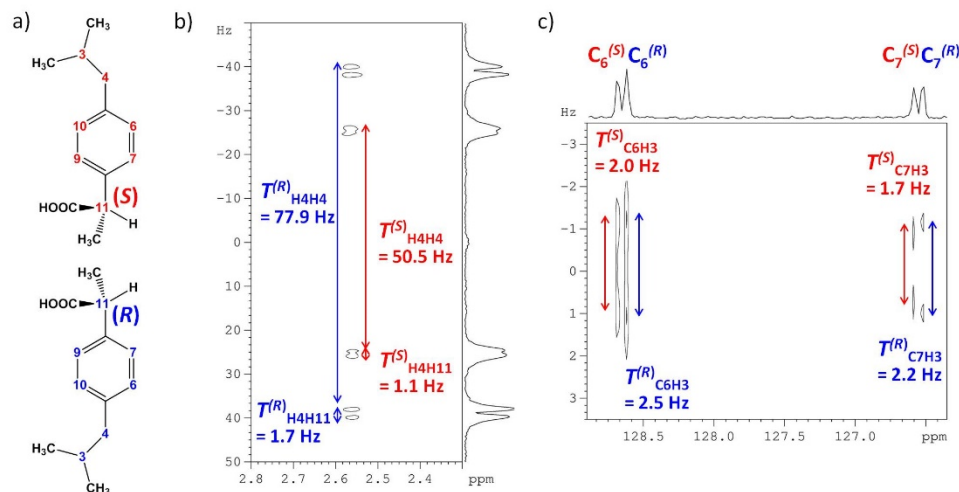 a)
CH₃
H₃C
3
4
10
6
9
7
HOOC
11
(S)
H
CH₃
CH₃
H
HOOC
11
(R)
9
7
10
6
4
3
H₃C
CH₃
b)
Hz
-40
-30
-20
-10
0
10
20
30
40
50
T(R)H4H4
= 77.9 Hz
T(S)H4H4
= 50.5 Hz
T(S)H4H11
= 1.1 Hz
T(R)H4H11
= 1.7 Hz
2.8 2.7 2.6 2.5 2.4 ppm
c)
C₆(S) C₆(R) C₇(S) C₇(R)
Hz
-3
-2
-1
0
1
2
3
T(S)C6H3
= 2.0 Hz
T(S)C7H3
= 1.7 Hz
T(R)C6H3
= 2.5 Hz
T(R)C7H3
= 2.2 Hz
128.5 128.0 127.5 127.0 ppm